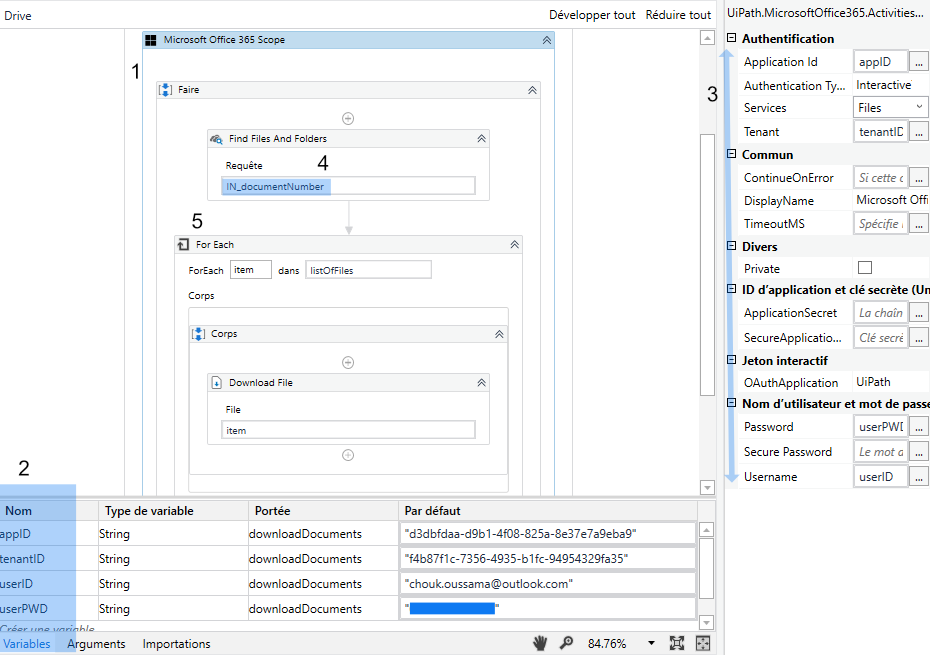 Drive
Développer tout Réduire tout
Microsoft Office 365 Scope
1
Faire
Find Files And Folders
4
Requête
IN_documentNumber
5
For Each
ForEach item dans listOfFiles
Corps
Corps
Download File
File
item
2
Nom Type de variable Portée Par défaut
appID String downloadDocuments "d3dbfdaa-d9b1-4f08-825a-8e37e7a9eba9"
tenantID String downloadDocuments "f4b87f1c-7356-4935-b1fc-94954329fa35"
userID String downloadDocuments "chouk.oussama@outlook.com"
userPWD String downloadDocuments " "
Créer une variable
Variables Arguments Importations 84.76%
UiPath.MicrosoftOffice365.Activities...
3
Authentification
Application Id appID ...
Authentication Ty... Interactive
Services Files
Tenant tenantID ...
Commun
ContinueOnError Si cette c ...
DisplayName Microsoft Offi
TimeoutMS Spécifie ...
Divers
Private
ID d'application et clé secrète (Un
ApplicationSecret La chaîn ...
SecureApplicatio... Clé secrè ...
Jeton interactif
OAuthApplication UiPath
Nom d'utilisateur et mot de passe
Password userPWD ...
Secure Password Le mot d ...
Username userID ...